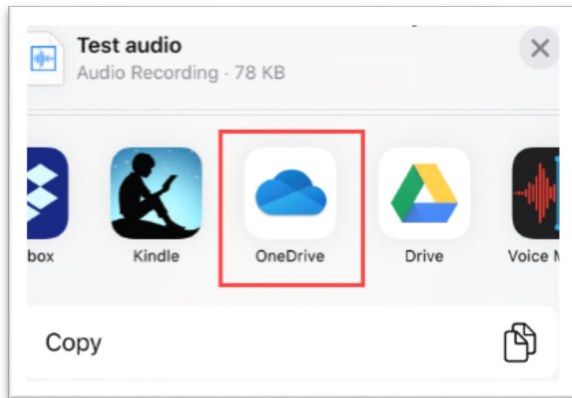 Test audio
Audio Recording · 78 KB
box Kindle OneDrive Drive Voice M
Copy